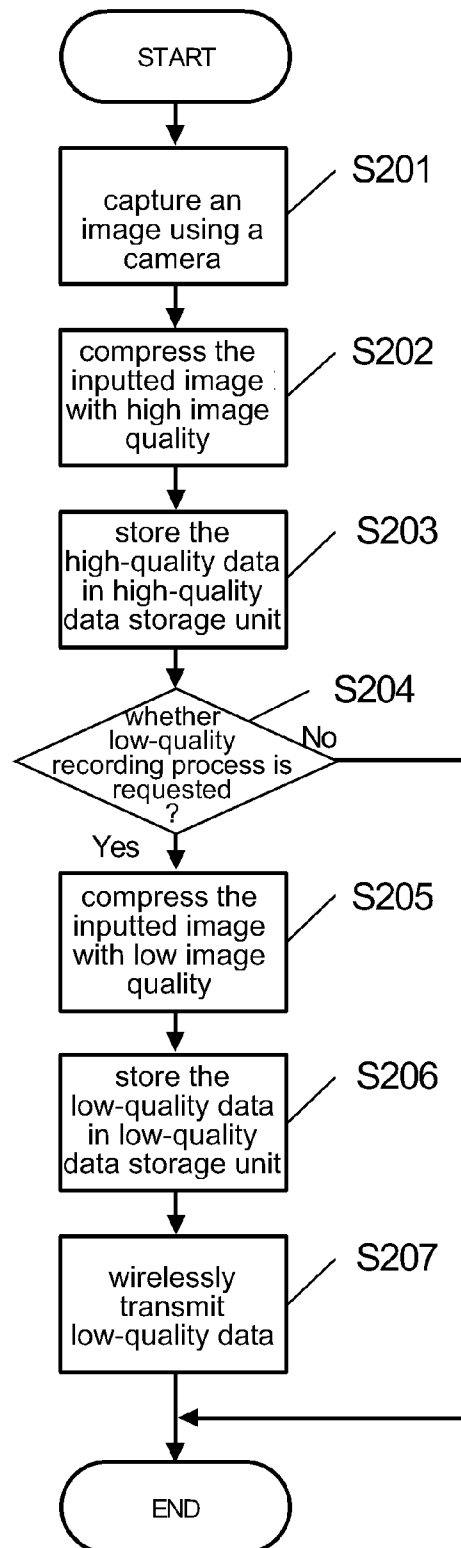 START
S201
capture an
image using a
camera
S202
compress the
inputted image
with high image
quality
S203
store the
high-quality data
in high-quality
data storage unit
S204
whether
low-quality
No
recording process is
requested
?
Yes
S205
compress the
inputted image
with low image
quality
S206
store the
low-quality data
in low-quality
data storage unit
S207
wirelessly
transmit
low-quality data
END